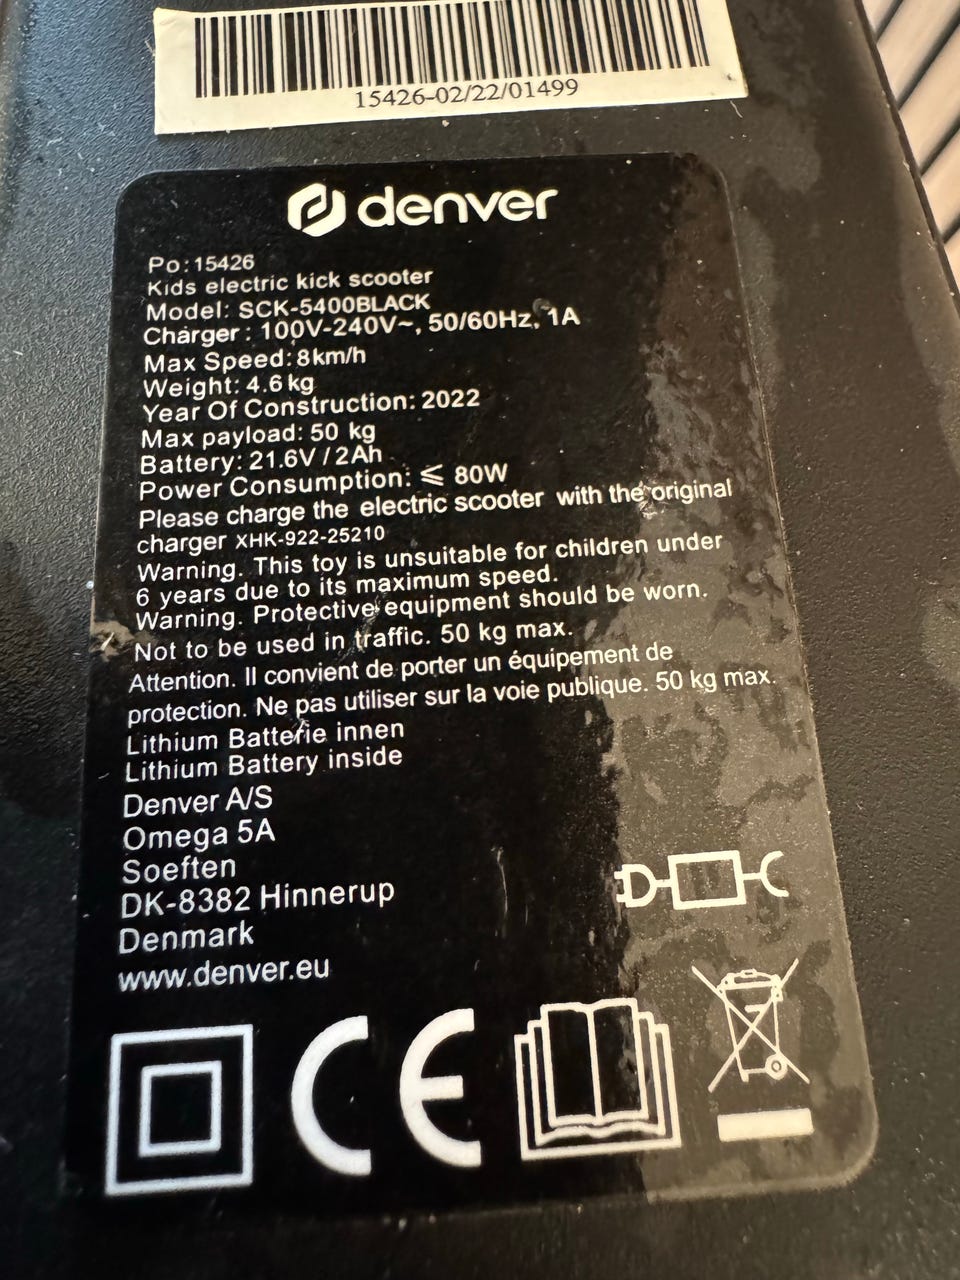 15426-02/22/01499
denver
Po:15426
Kids electric kick scooter
Model: SCK-5400BLACK
Charger : 100V-240V~, 50/60Hz, 1A
Max Speed: 8km/h
Weight: 4.6 kg
Year Of Construction: 2022
Max payload: 50 kg
Battery: 21.6V / 2Ah
Power Consumption: ≤ 80W
Please charge the electric scooter with the original
charger XHK-922-25210
Warning. This toy is unsuitable for children under
6 years due to its maximum speed.
Warning. Protective equipment should be worn.
Not to be used in traffic. 50 kg max.
Attention. Il convient de porter un équipement de
protection. Ne pas utiliser sur la voie publique. 50 kg max.
Lithium Batterie innen
Lithium Battery inside
Denver A/S
Omega 5A
Soeften
DK-8382 Hinnerup
Denmark
www.denver.eu
CE